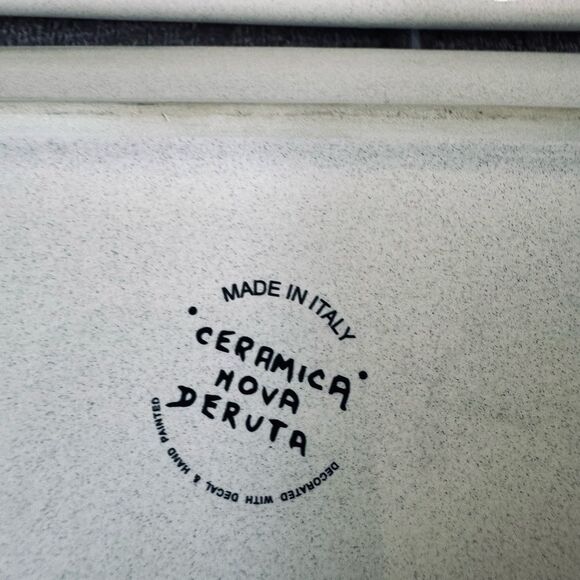 MADE IN ITALY
CERAMICA
NOVA
DERUTA
DECORATED WITH DECAL & HAND PAINTED